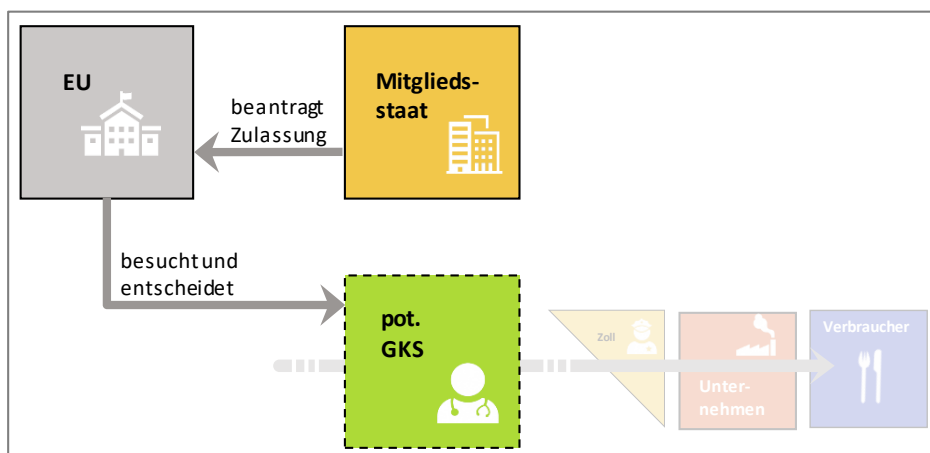 EU
Mitglieds-
staat
beantragt
Zulassung
besucht und
entscheidet
pot.
GKS
Zoll
Unter-
nehmen
Verbraucher